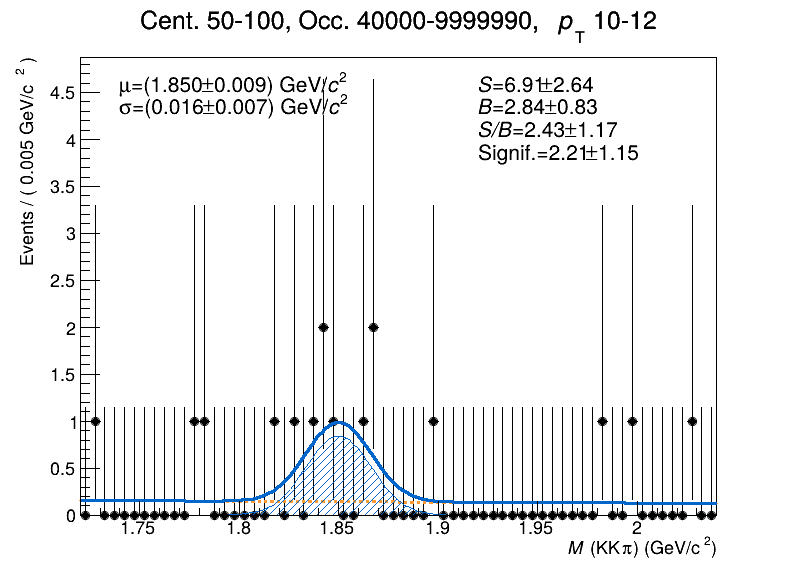 Cent. 50-100, Occ. 40000-9999990, pT 10-12
Events / ( 0.005 GeV/c² )
μ=(1.850±0.009) GeV/c²
σ=(0.016±0.007) GeV/c²
S=6.91±2.64
B=2.84±0.83
S/B=2.43±1.17
Signif.=2.21±1.15
4.5
4
3.5
3
2.5
2
1.5
1
0.5
0
1.75 1.8 1.85 1.9 1.95 2
M (KKπ) (GeV/c²)